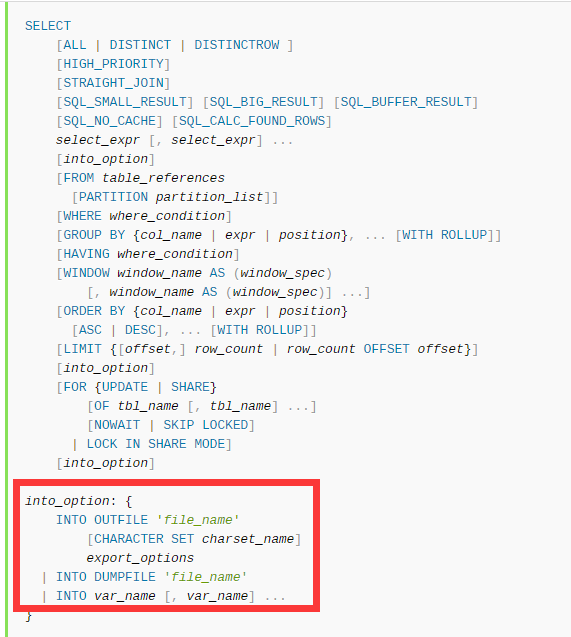 SELECT
[ALL | DISTINCT | DISTINCTROW ]
[HIGH_PRIORITY]
[STRAIGHT_JOIN]
[SQL_SMALL_RESULT] [SQL_BIG_RESULT] [SQL_BUFFER_RESULT]
[SQL_NO_CACHE] [SQL_CALC_FOUND_ROWS]
select_expr [, select_expr] ...
[into_option]
[FROM table_references
[PARTITION partition_list]]
[WHERE where_condition]
[GROUP BY {col_name | expr | position}, ... [WITH ROLLUP]]
[HAVING where_condition]
[WINDOW window_name AS (window_spec)
[, window_name AS (window_spec)] ...]
[ORDER BY {col_name | expr | position}
[ASC | DESC], ... [WITH ROLLUP]]
[LIMIT {[offset,] row_count | row_count OFFSET offset}]
[into_option]
[FOR {UPDATE | SHARE}
[OF tbl_name [, tbl_name] ...]
[NOWAIT | SKIP LOCKED]
| LOCK IN SHARE MODE]
[into_option]
into_option: {
INTO OUTFILE 'file_name'
[CHARACTER SET charset_name]
export_options
| INTO DUMPFILE 'file_name'
| INTO var_name [, var_name] ...
}